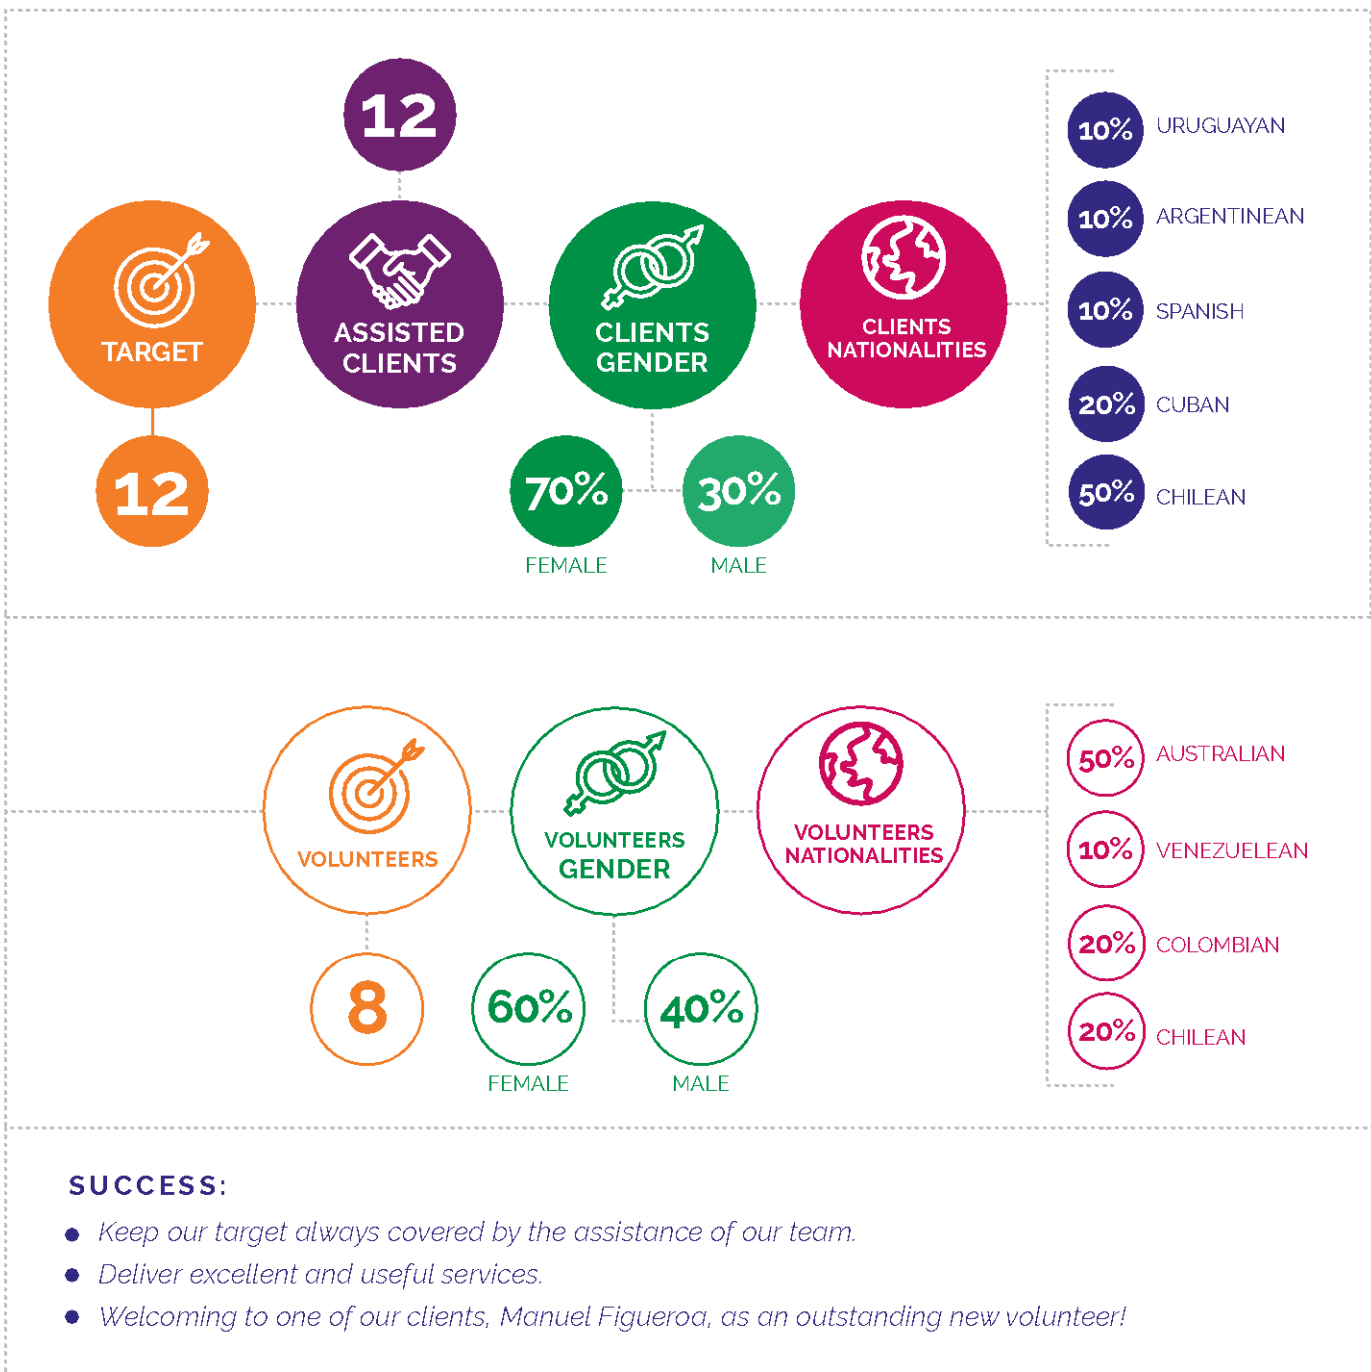 12
TARGET
12
ASSISTED
CLIENTS
CLIENTS
GENDER
70%
FEMALE
30%
MALE
CLIENTS
NATIONALITIES
10% URUGUAYAN
10% ARGENTINEAN
10% SPANISH
20% CUBAN
50% CHILEAN
VOLUNTEERS
8
VOLUNTEERS
GENDER
60%
FEMALE
40%
MALE
VOLUNTEERS
NATIONALITIES
50% AUSTRALIAN
10% VENEZUELEAN
20% COLOMBIAN
20% CHILEAN
SUCCESS:
Keep our target always covered by the assistance of our team.
Deliver excellent and useful services.
Welcoming to one of our clients, Manuel Figueroa, as an outstanding new volunteer!